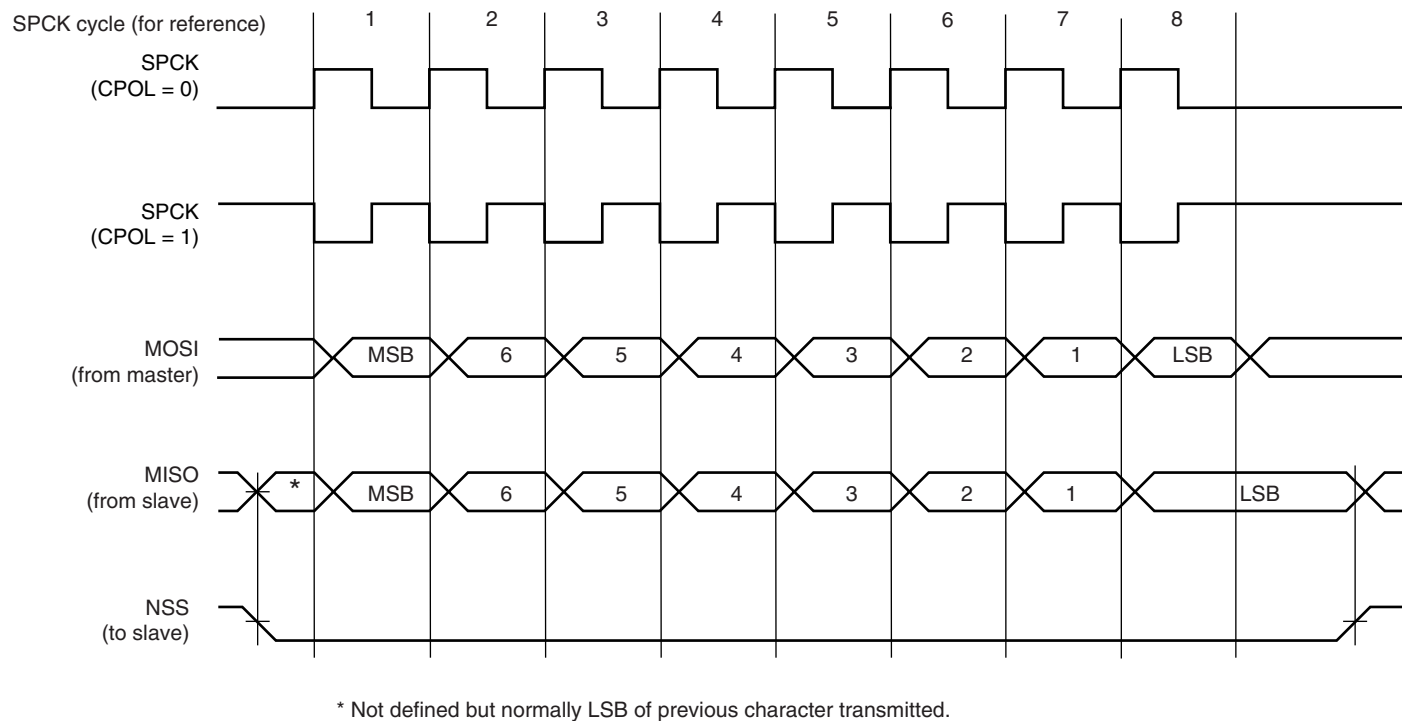 SPCK cycle (for reference)
1 2 3 4 5 6 7 8
SPCK
(CPOL = 0)
SPCK
(CPOL = 1)
MOSI
(from master)
MSB 6 5 4 3 2 1 LSB
MISO
(from slave)
* MSB 6 5 4 3 2 1 LSB
NSS
(to slave)
* Not defined but normally LSB of previous character transmitted.